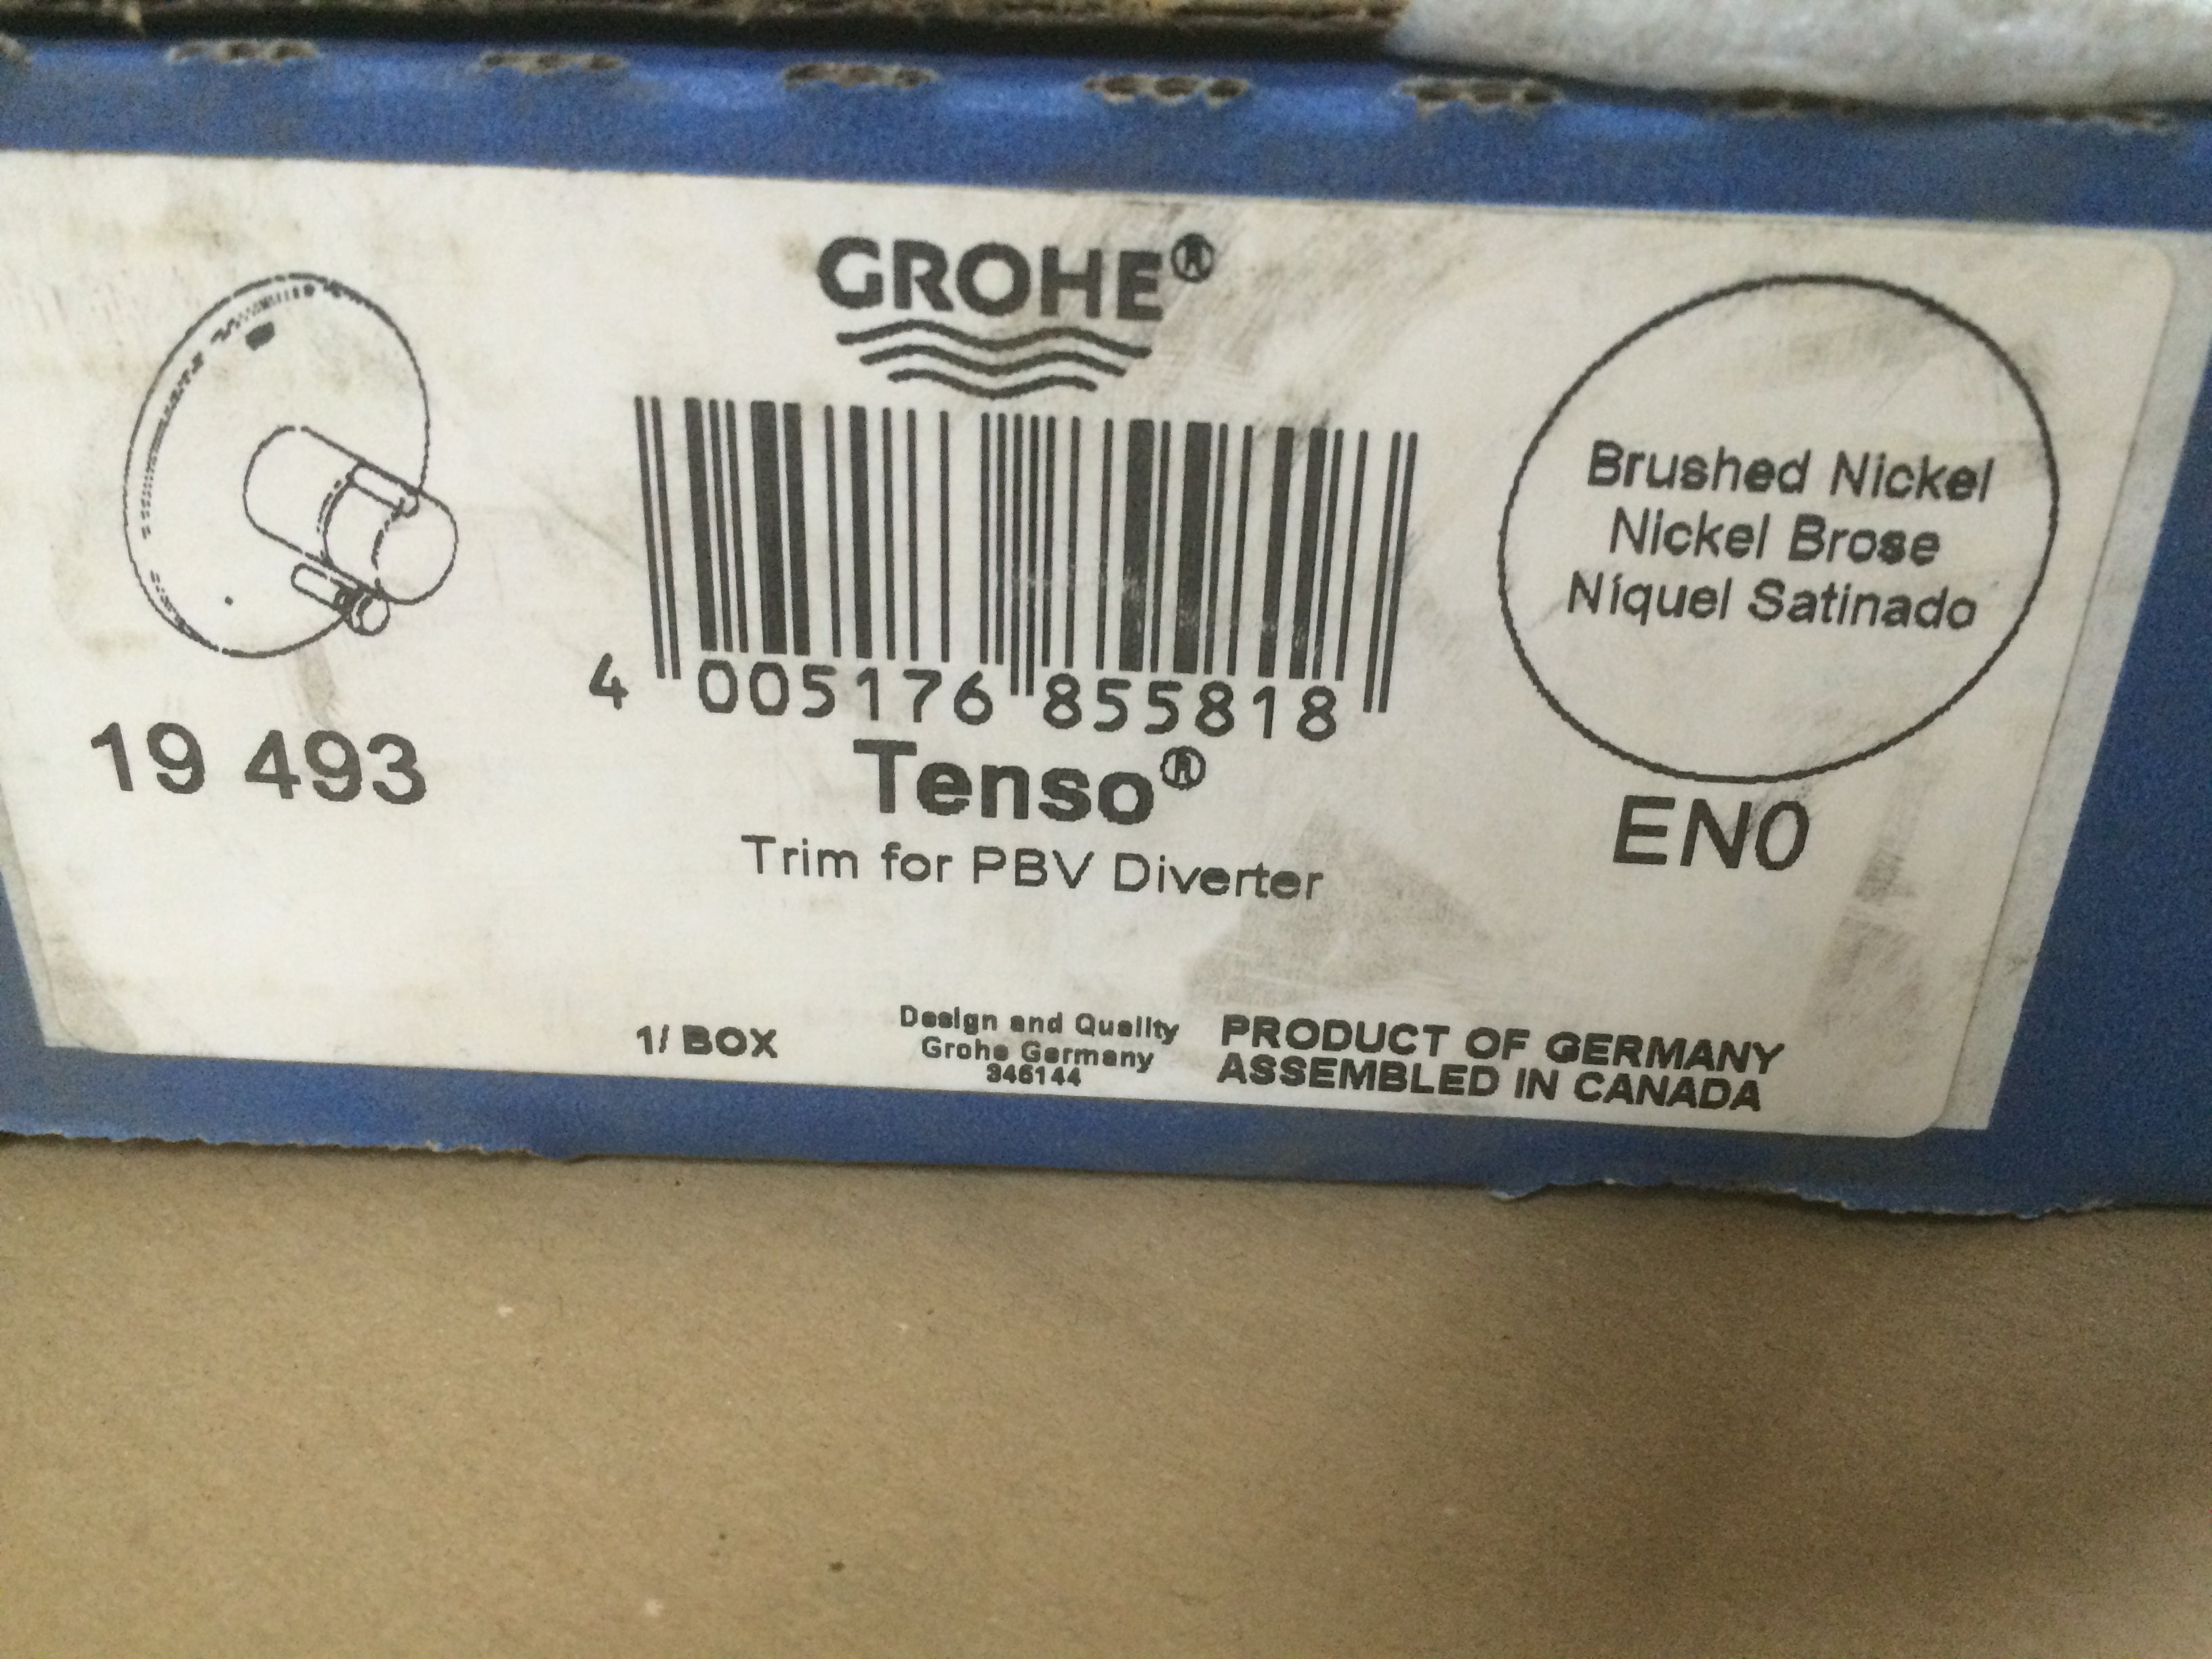 GROHE®
4 005176 855818
19 493
Tenso®
Trim for PBV Diverter
Brushed Nickel
Nickel Brose
Níquel Satinado
EN0
1/ BOX
Design and Quality
Grohe Germany
346144
PRODUCT OF GERMANY
ASSEMBLED IN CANADA